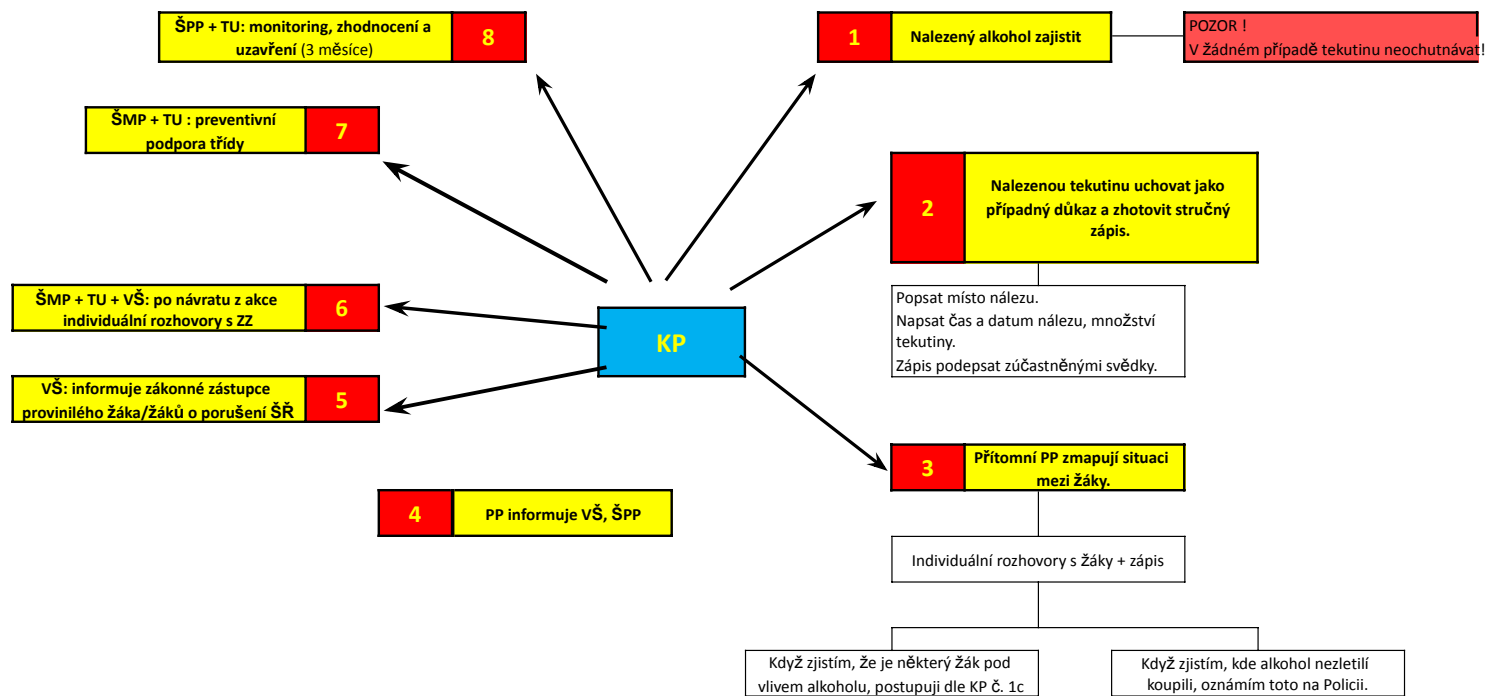 ŠPP + TU: monitoring, zhodnocení a
uzavření (3 měsíce)
8
1
Nalezený alkohol zajistit
POZOR !
V žádném případě tekutinu neochutnávat!
ŠMP + TU : preventivní
podpora třídy
7
2
Nalezenou tekutinu uchovat jako
případný důkaz a zhotovit stručný
zápis.
Popsat místo nálezu.
Napsat čas a datum nálezu, množství
tekutiny.
Zápis podepsat zúčastněnými svědky.
ŠMP + TU + VŠ: po návratu z akce
individuální rozhovory s ZZ
6
KP
VŠ: informuje zákonné zástupce
provinilého žáka/žáků o porušení ŠŘ
5
3
Přítomní PP zmapují situaci
mezi žáky.
4
PP informuje VŠ, ŠPP
Individuální rozhovory s žáky + zápis
Když zjistím, že je některý žák pod
vlivem alkoholu, postupuji dle KP č. 1c
Když zjistím, kde alkohol nezletilí
koupili, oznámím toto na Policii.